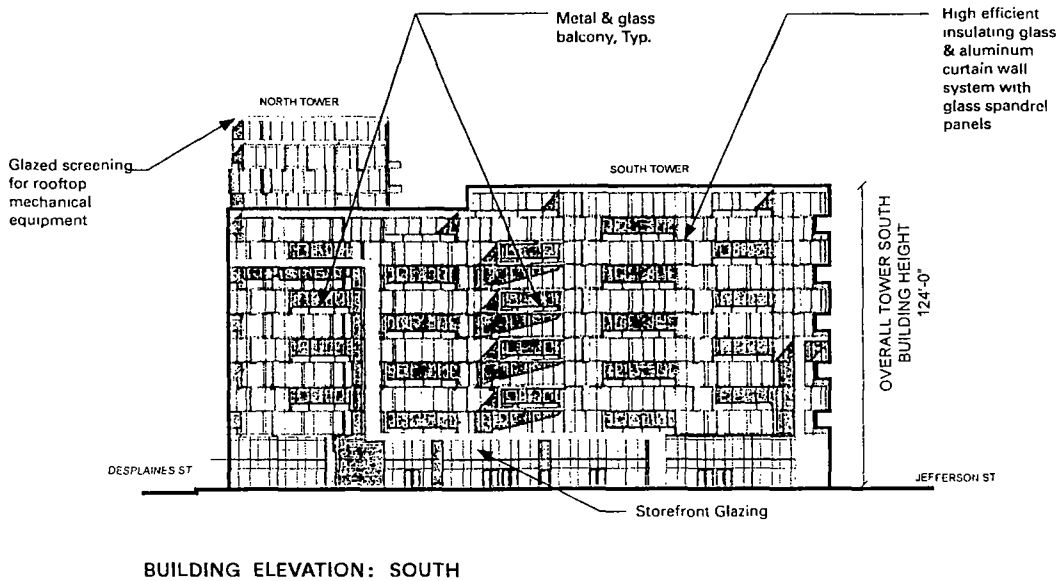 Metal & glass
balcony, Typ.
High efficient
insulating glass
& aluminum
curtain wall
system with
glass spandrel
panels
NORTH TOWER
Glazed screening
for rooftop
mechanical
equipment
SOUTH TOWER
OVERALL TOWER SOUTH
BUILDING HEIGHT
124'-0"
DESPLAINES ST
JEFFERSON ST
Storefront Glazing
BUILDING ELEVATION: SOUTH